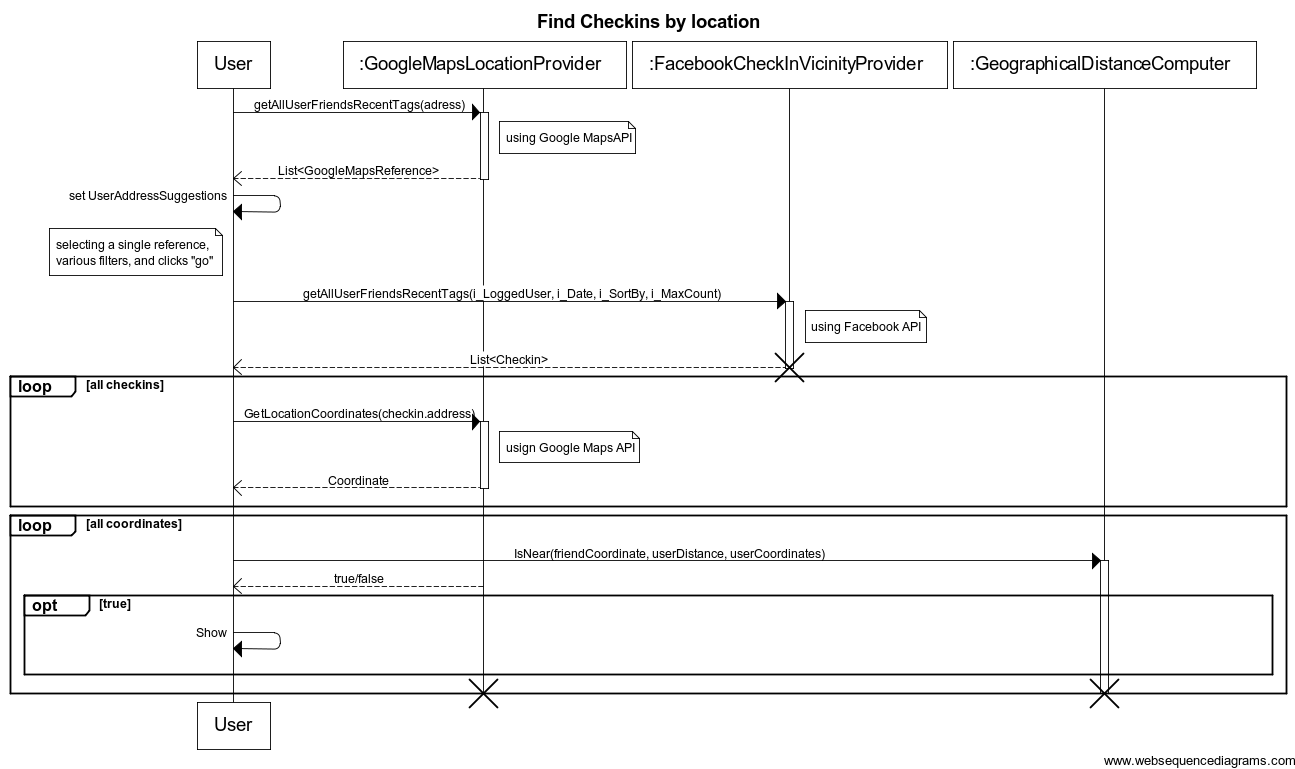 Find Checkins by location
User
:GoogleMapsLocationProvider
:FacebookCheckInVicinityProvider
:GeographicalDistanceComputer
getAllUserFriendsRecentTags(adress)
using Google MapsAPI
List<GoogleMapsReference>
set UserAddressSuggestions
selecting a single reference,
various filters, and clicks "go"
getAllUserFriendsRecentTags(i_LoggedUser, i_Date, i_SortBy, i_MaxCount)
using Facebook API
List<Checkin>
loop
[all checkins]
GetLocationCoordinates(checkin.address)
usign Google Maps API
Coordinate
loop
[all coordinates]
IsNear(friendCoordinate, userDistance, userCoordinates)
true/false
opt
[true]
Show
User
www.websequencediagrams.com